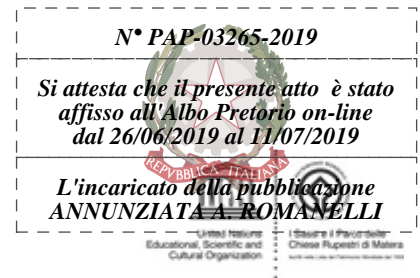 N° PAP-03265-2019
Si attesta che il presente atto è stato
affisso all'Albo Pretorio on-line
dal 26/06/2019 al 11/07/2019
REPVBBLICA ITALIANA
L'incaricato della pubblicazione
ANNUNZIATA A. ROMANELLI
United Nations
Educational, Scientific and
Cultural Organization
I Sassi e il Parco delle
Chiese Rupestri di Matera